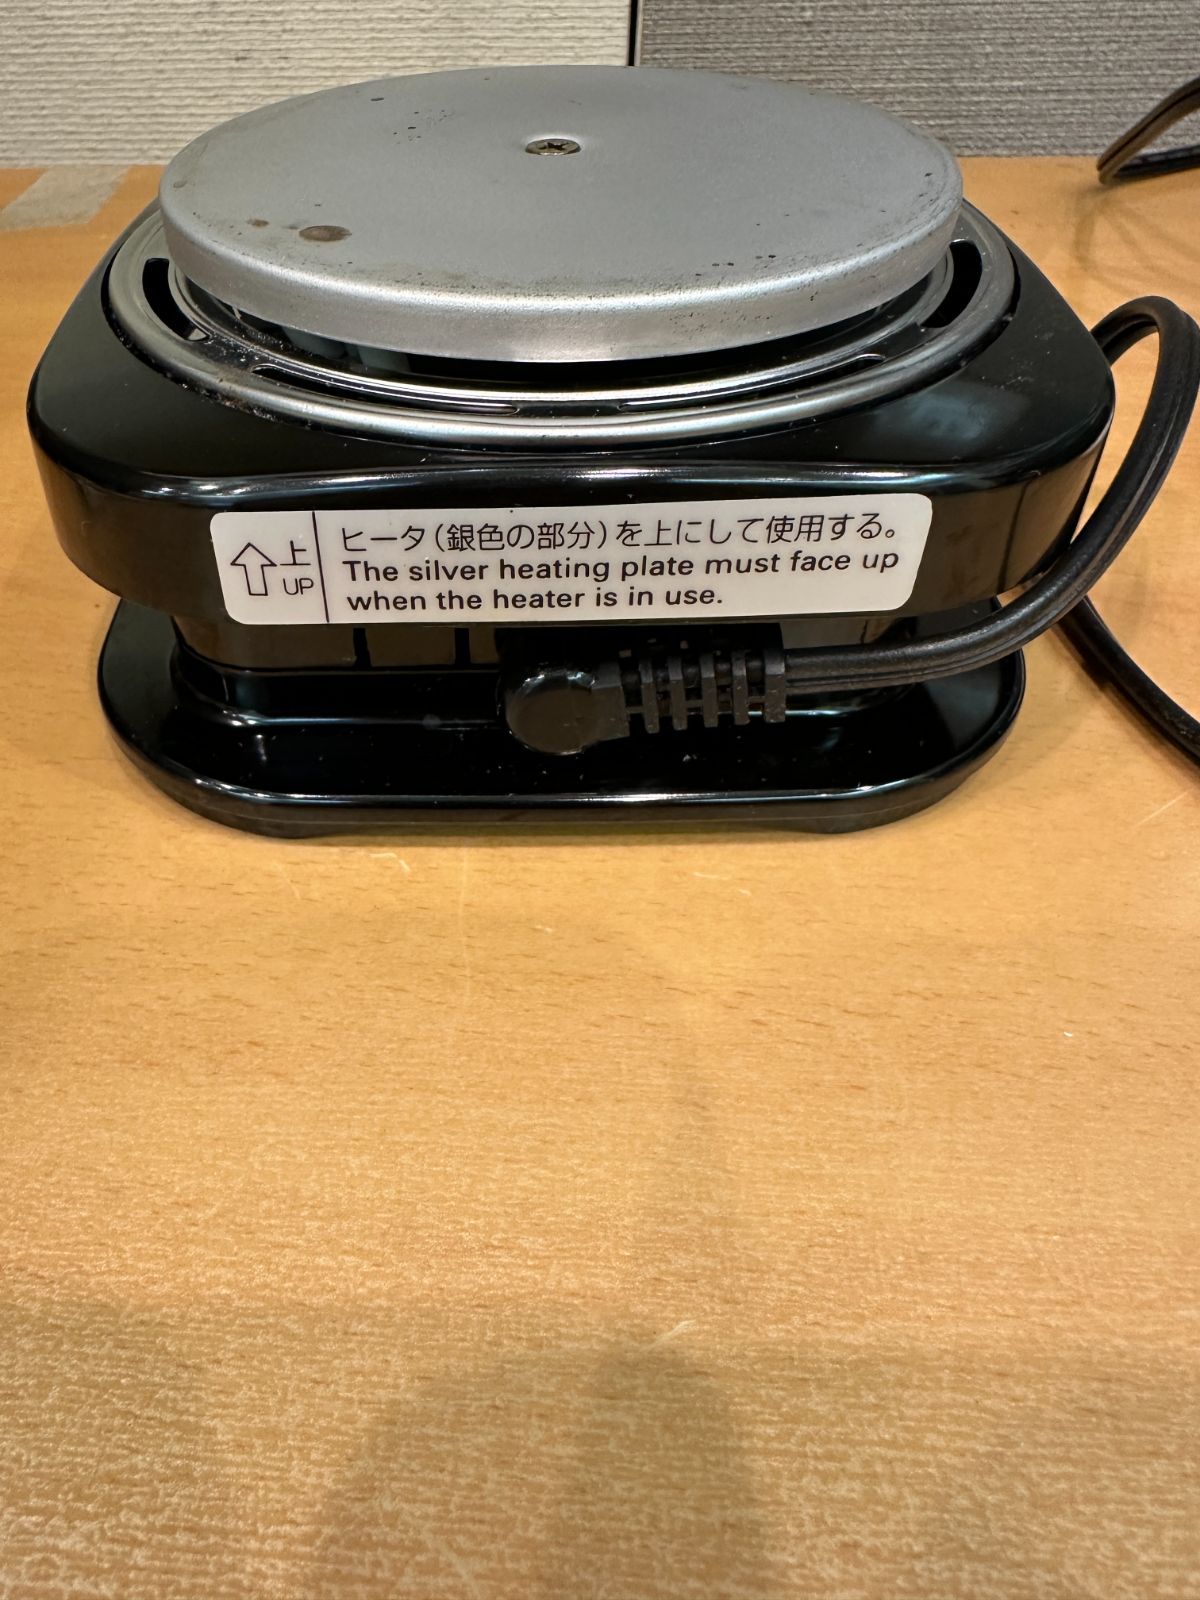 上
UP
ヒータ（銀色の部分）を上にして使用する。
The silver heating plate must face up
when the heater is in use.